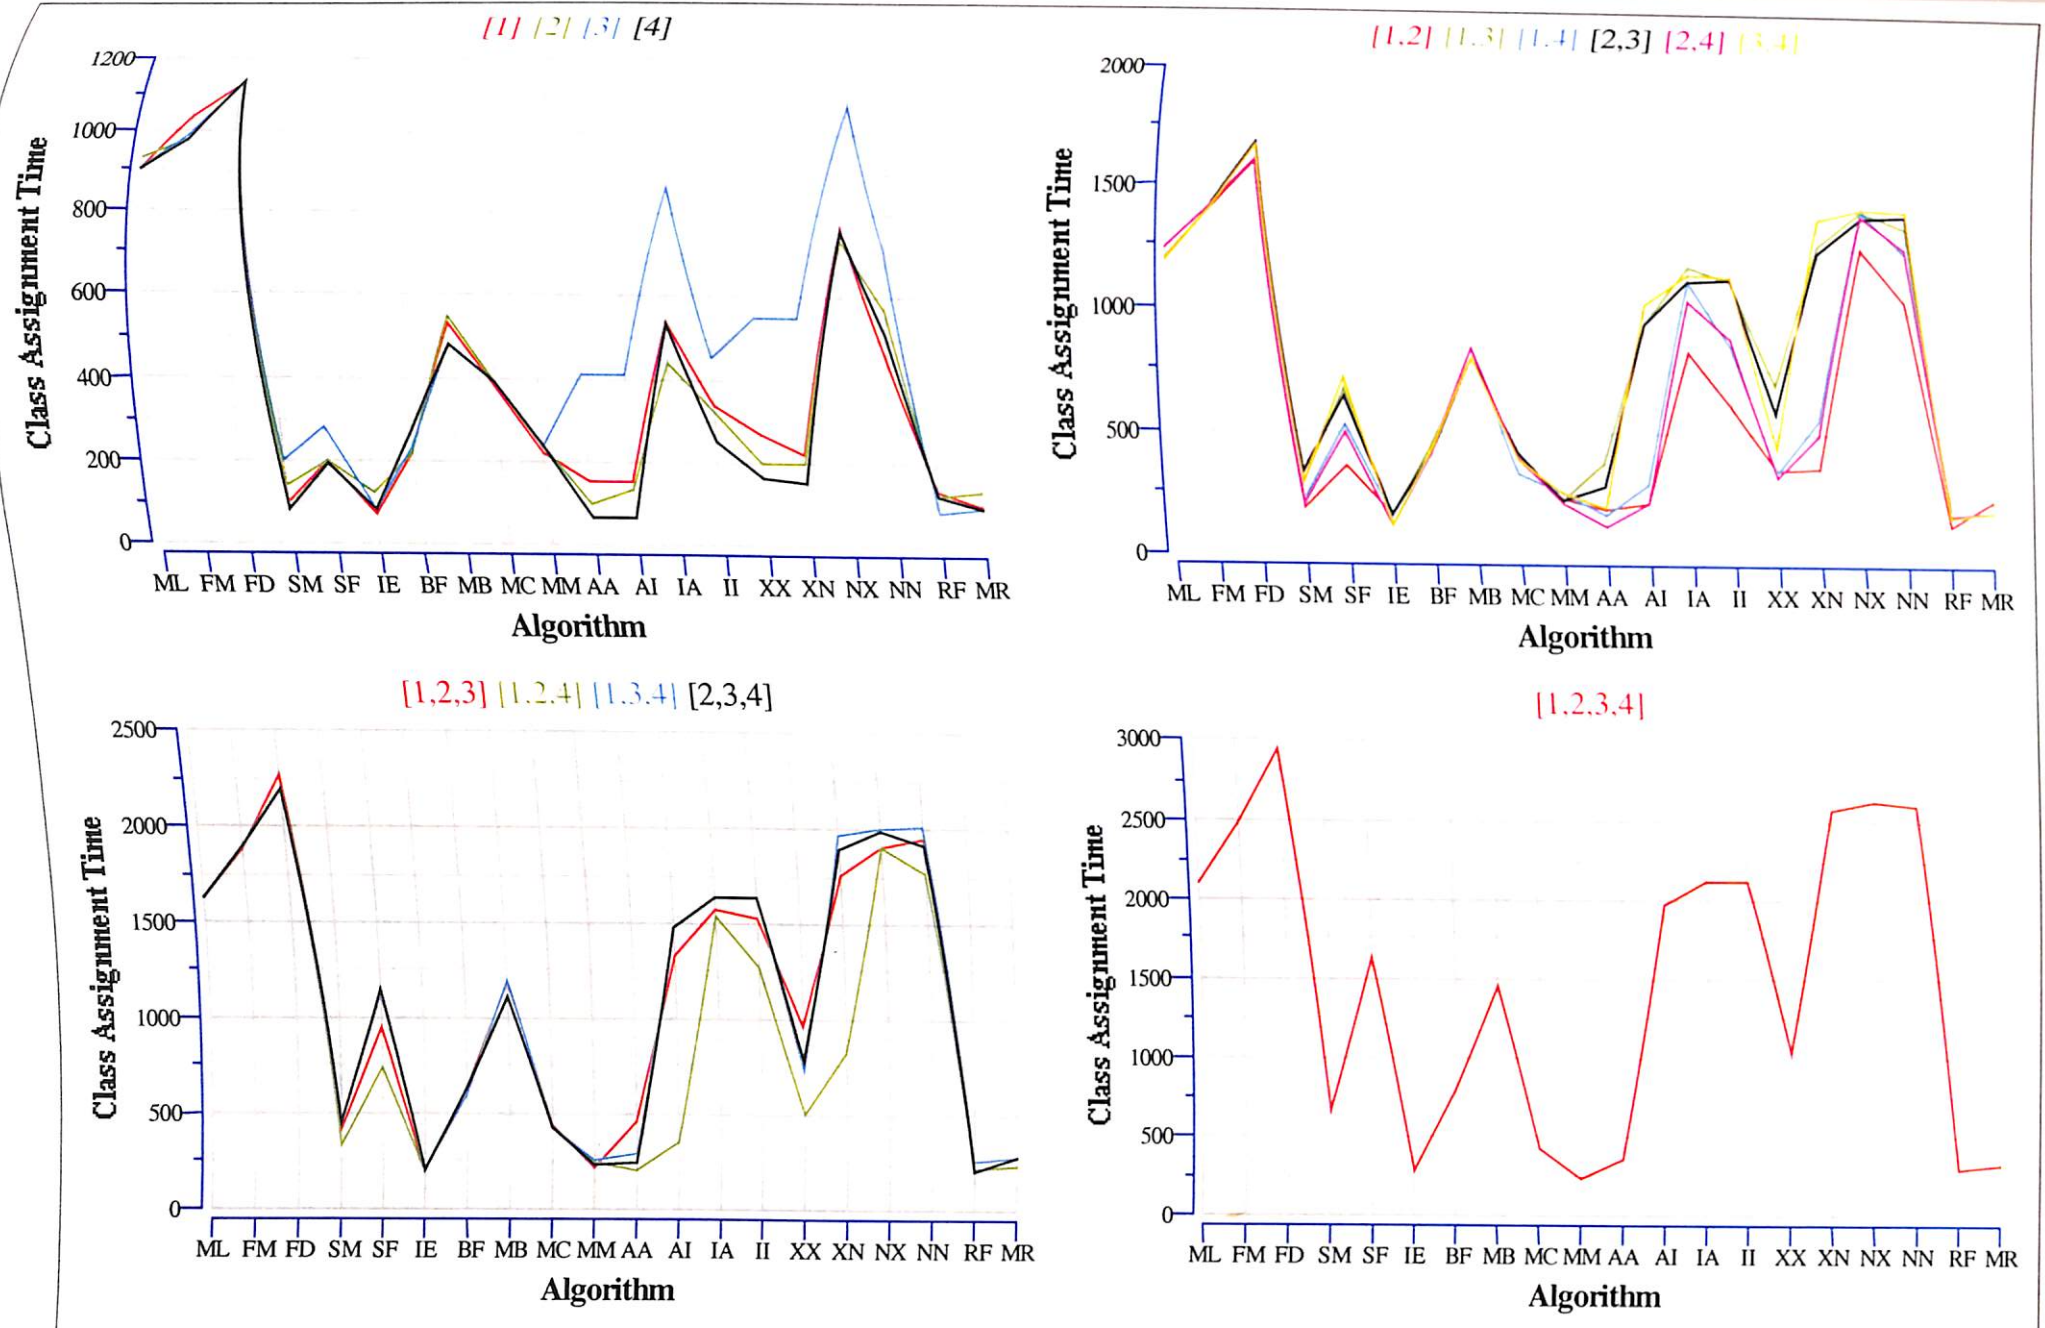 [1] [2] [3] [4]
1200
1000
800
600
400
200
0
Class Assignment Time
ML FM FD SM SF IE BF MB MC MM AA AI IA II XX XN NX NN RF MR
Algorithm
[1,2] [1,3] [1,4] [2,3] [2,4] [3,4]
2000
1500
1000
500
0
Class Assignment Time
ML FM FD SM SF IE BF MB MC MM AA AI IA II XX XN NX NN RF MR
Algorithm
[1,2,3] [1,2,4] [1,3,4] [2,3,4]
2500
2000
1500
1000
500
0
Class Assignment Time
ML FM FD SM SF IE BF MB MC MM AA AI IA II XX XN NX NN RF MR
Algorithm
[1,2,3,4]
3000
2500
2000
1500
1000
500
0
Class Assignment Time
ML FM FD SM SF IE BF MB MC MM AA AI IA II XX XN NX NN RF MR
Algorithm